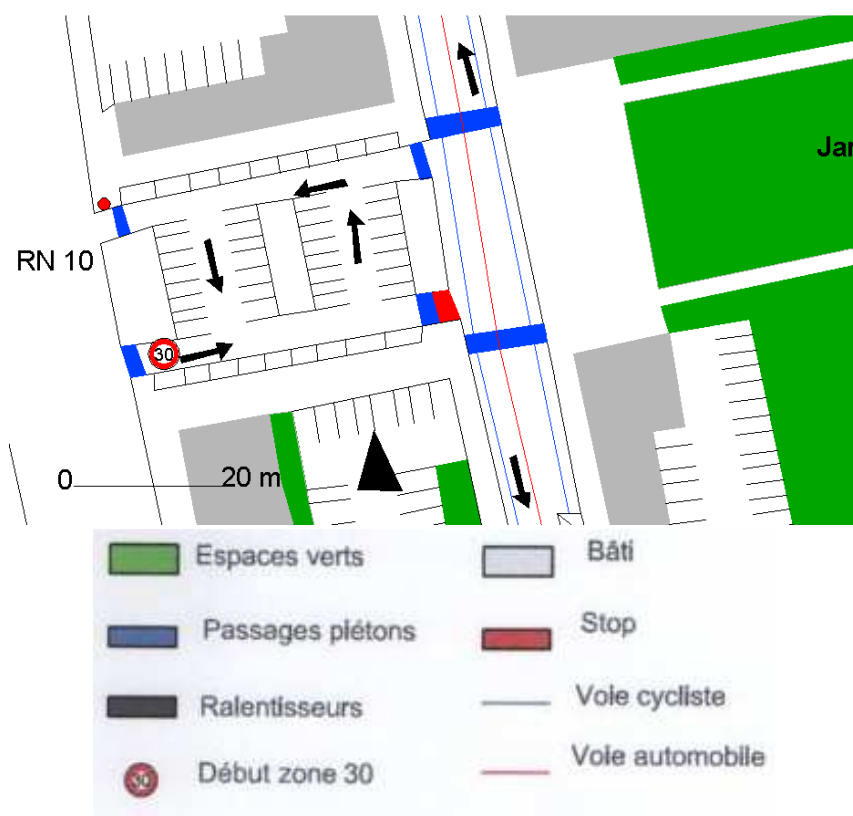 Jar
RN 10
30
0 20 m
Espaces verts
Bâti
Passages piétons
Stop
Ralentisseurs
Voie cycliste
30
Début zone 30
Voie automobile